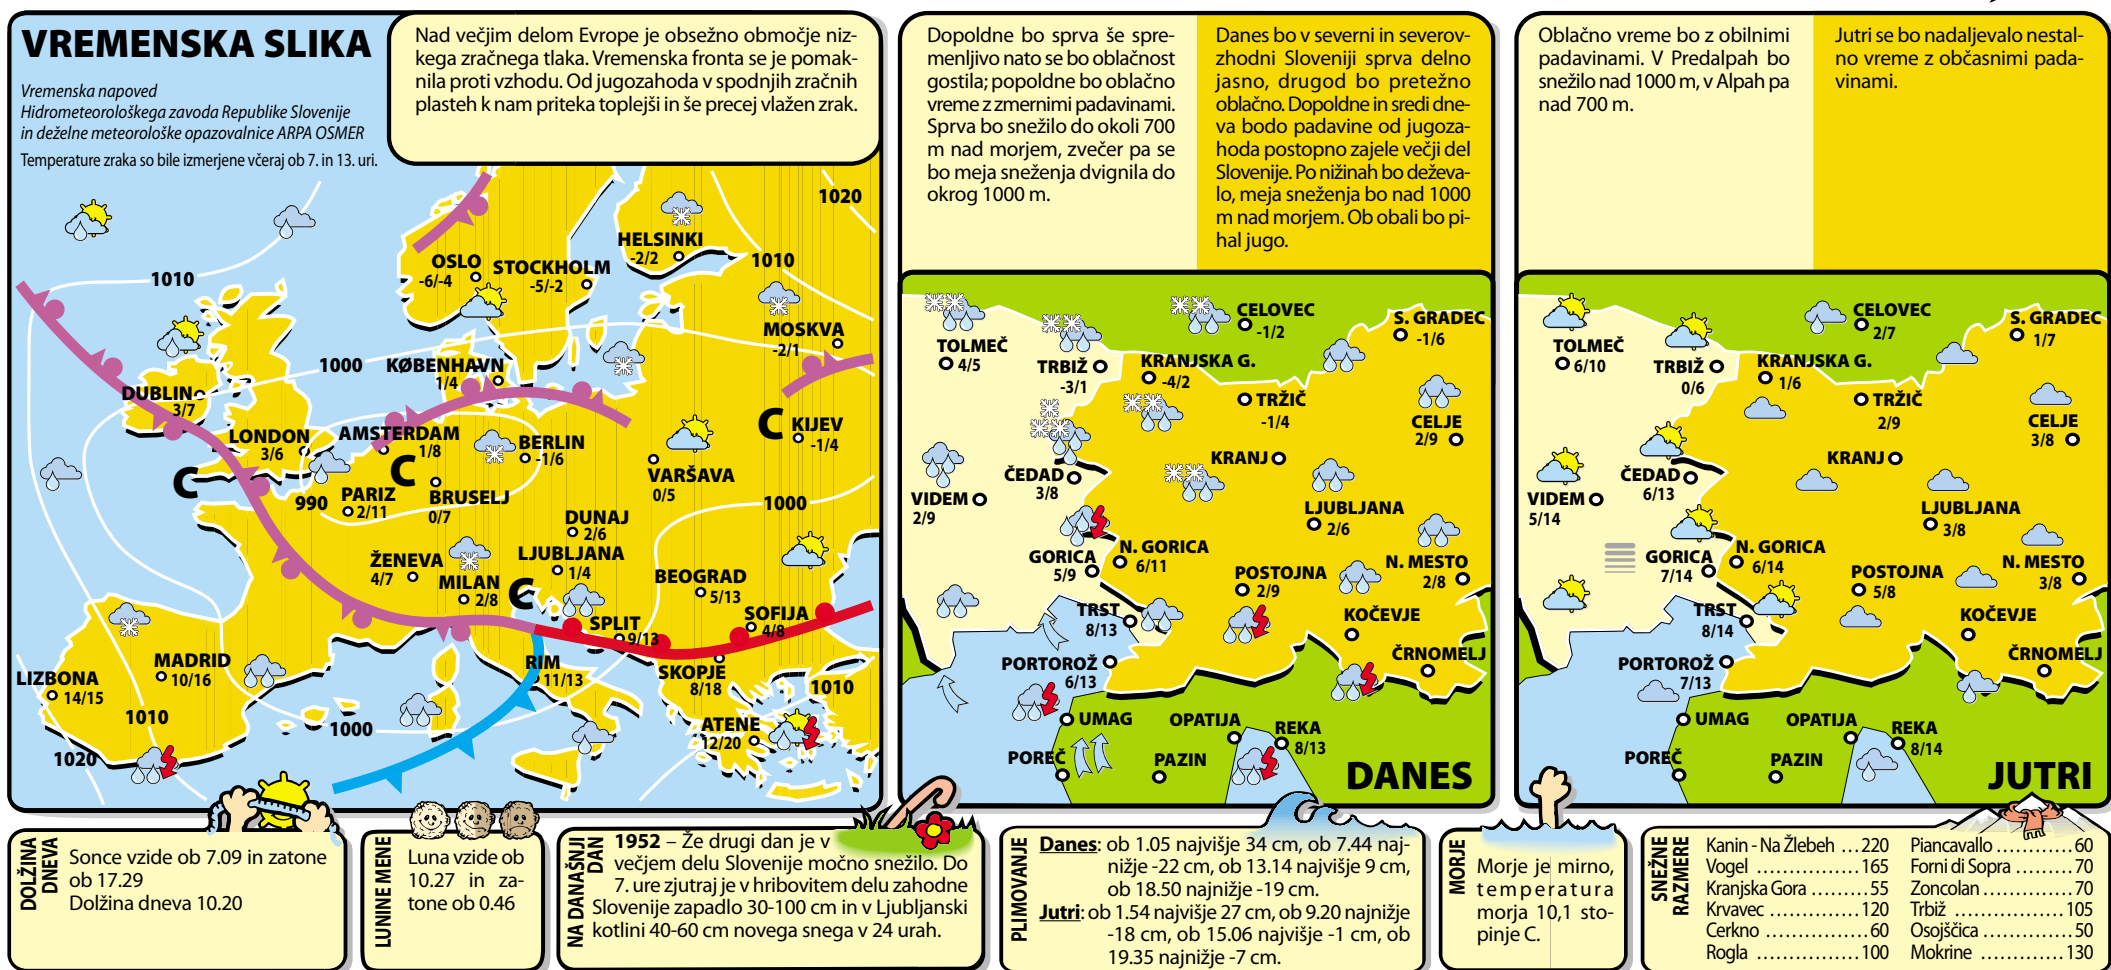 VREMENSKA SLIKA
Vremenska napoved
Hidrometeorološkega zavoda Republike Slovenije
in deželne meteorološke opazovalnice ARPA OSMER
Temperature zraka so bile izmerjene včeraj ob 7. in 13. uri.
Nad večjim delom Evrope je obsežno območje niz-
kega zračnega tlaka. Vremenska fronta se je pomak-
nila proti vzhodu. Od jugozahoda v spodnjih zračnih
plasteh k nam priteka toplejši in še precej vlažen zrak.
1020
HELSINKI
-2/2
OSLO
-6/-4
STOCKHOLM
-5/-2
1010
1010
MOSKVA
-2/1
1000
KØBENHAVN
1/4
DUBLIN
3/7
LONDON
3/6
AMSTERDAM
1/8
BERLIN
-1/6
C KIJEV
-1/4
C
C
VARŠAVA
0/5
990
PARIZ
2/11
BRUSELJ
0/7
1000
DUNAJ
2/6
ŽENEVA
4/7
LJUBLJANA
1/4
MILAN
2/8
C
BEOGRAD
5/13
SPLIT
9/13
SOFIJA
4/8
MADRID
10/16
LIZBONA
14/15
RIM
11/13
SKOPJE
8/18
1010
1010
1000
ATENE
12/20
1020
Dopoldne bo sprva še spre-
menljivo nato se bo oblačnost
gostila; popoldne bo oblačno
vreme z zmernimi padavinami.
Sprva bo snežilo do okoli 700
m nad morjem, zvečer pa se
bo meja sneženja dvignila do
okrog 1000 m.
Danes bo v severni in severov-
zhodni Sloveniji sprva delno
jasno, drugod bo pretežno
oblačno. Dopoldne in sredi dne-
va bodo padavine od jugoza-
hoda postopno zajele večji del
Slovenije. Po nižinah bo deževa-
lo, meja sneženja bo nad 1000
m nad morjem. Ob obali bo pi-
hal jugo.
CELOVEC
-1/2
S. GRADEC
-1/6
TOLMEČ
4/5
TRBIŽ
-3/1
KRANJSKA G.
-4/2
TRŽIČ
-1/4
CELJE
2/9
KRANJ
ČEDAD
3/8
VIDEM
2/9
LJUBLJANA
2/6
GORICA
5/9
N. GORICA
6/11
POSTOJNA
2/9
N. MESTO
2/8
TRST
8/13
KOČEVJE
PORTOROŽ
6/13
ČRNOMELJ
UMAG
OPATIJA
REKA
8/13
POREČ
PAZIN
DANES
Oblačno vreme bo z obilnimi
padavinami. V Predalpah bo
snežilo nad 1000 m, v Alpah pa
nad 700 m.
Jutri se bo nadaljevalo nestal-
no vreme z občasnimi pada-
vinami.
CELOVEC
2/7
S. GRADEC
1/7
TOLMEČ
6/10
TRBIŽ
0/6
KRANJSKA G.
1/6
TRŽIČ
2/9
CELJE
3/8
KRANJ
ČEDAD
6/13
VIDEM
5/14
LJUBLJANA
3/8
GORICA
7/14
N. GORICA
6/14
POSTOJNA
5/8
N. MESTO
3/8
TRST
8/14
KOČEVJE
PORTOROŽ
7/13
ČRNOMELJ
UMAG
OPATIJA
REKA
8/14
POREČ
PAZIN
JUTRI
DOLŽINA
DNEVA
Sonce vzide ob 7.09 in zatone
ob 17.29
Dolžina dneva 10.20
LUNINE MENE
Luna vzide ob
10.27 in za-
tone ob 0.46
NA DANAŠNJI
DAN
1952 – Že drugi dan je v
večjem delu Slovenije močno snežilo. Do
7. ure zjutraj je v hribovitem delu zahodne
Slovenije zapadlo 30-100 cm in v Ljubljanski
kotlini 40-60 cm novega snega v 24 urah.
PLIMOVANJE
Danes: ob 1.05 najvišje 34 cm, ob 7.44 naj-
nižje -22 cm, ob 13.14 najvišje 9 cm,
ob 18.50 najnižje -19 cm.
Jutri: ob 1.54 najvišje 27 cm, ob 9.20 najnižje
-18 cm, ob 15.06 najvišje -1 cm, ob
19.35 najnižje -7 cm.
MORJE
Morje je mirno,
temperatura
morja 10,1 sto-
pinje C.
SNEŽNE
RAZMERE
Kanin - Na Žlebeh ...220
Vogel ..................165
Kranjska Gora .........55
Krvavec ...............120
Cerkno ..................60
Rogla ..................100
Piancavallo ............60
Forni di Sopra .........70
Zoncolan ...............70
Trbiž ....................105
Osojščica ...............50
Mokrine ...............130